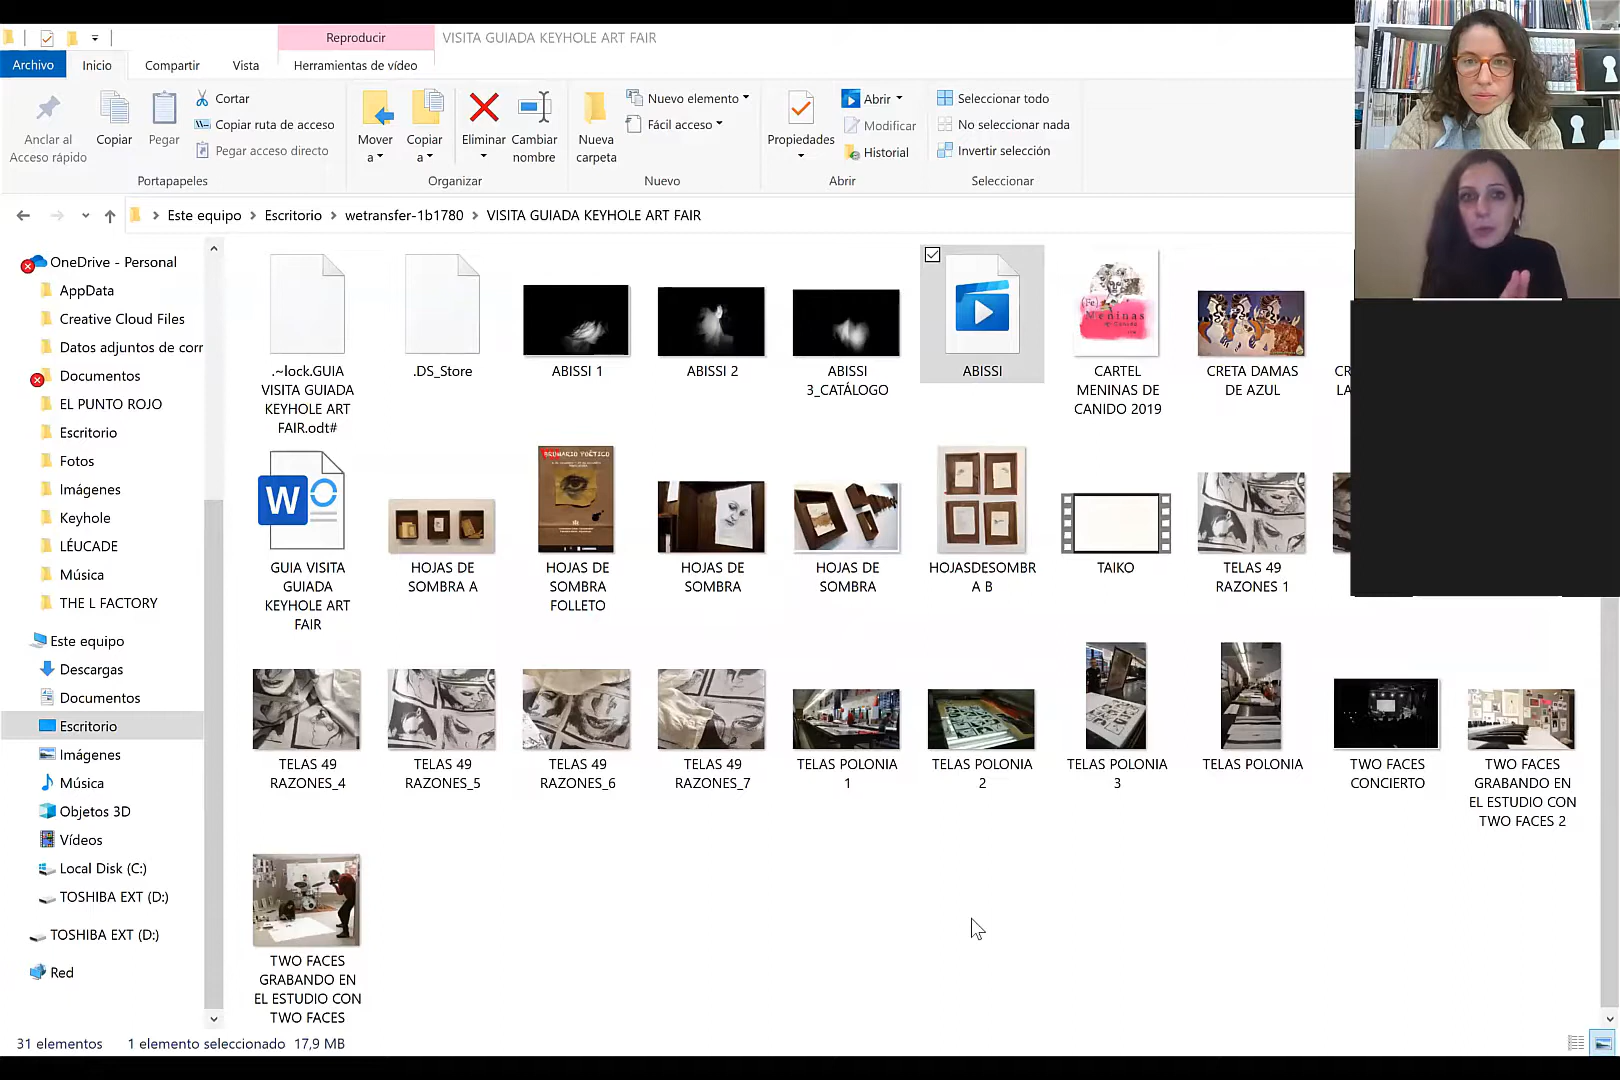 Reproducir
VISITA GUIADA KEYHOLE ART FAIR
Archivo
Inicio
Compartir
Vista
Herramientas de vídeo
Anclar al
Acceso rápido
Copiar
Pegar
Cortar
Copiar ruta de acceso
Pegar acceso directo
Portapapeles
Mover
a
Copiar
a
Eliminar
Cambiar
nombre
Organizar
Nueva
carpeta
Nuevo elemento
Fácil acceso
Nuevo
Propiedades
Abrir
Modificar
Historial
Abrir
Seleccionar todo
No seleccionar nada
Invertir selección
Seleccionar
Este equipo
Escritorio
wetransfer-1b1780
VISITA GUIADA KEYHOLE ART FAIR
OneDrive - Personal
AppData
Creative Cloud Files
Datos adjuntos de corr
Documentos
EL PUNTO ROJO
Escritorio
Fotos
Imágenes
Keyhole
LÉUCADE
Música
THE L FACTORY
Este equipo
Descargas
Documentos
Escritorio
Imágenes
Música
Objetos 3D
Vídeos
Local Disk (C:)
TOSHIBA EXT (D:)
TOSHIBA EXT (D:)
Red
.~lock.GUIA
VISITA GUIADA
KEYHOLE ART
FAIR.odt#
.DS_Store
ABISSI 1
ABISSI 2
ABISSI
3_CATÁLOGO
ABISSI
Meninas
CARTEL
MENINAS DE
CANIDO 2019
CRETA DAMAS
DE AZUL
CR
LA
W
GUIA VISITA
GUIADA
KEYHOLE ART
FAIR
HOJAS DE
SOMBRA A
BRUMARIO POÉTICO
HOJAS DE
SOMBRA
FOLLETO
HOJAS DE
SOMBRA
HOJAS DE
SOMBRA
HOJASDESOMBR
A B
TAIKO
TELAS 49
RAZONES 1
TELAS 49
RAZONES_4
TELAS 49
RAZONES_5
TELAS 49
RAZONES_6
TELAS 49
RAZONES_7
TELAS POLONIA
1
TELAS POLONIA
2
TELAS POLONIA
3
TELAS POLONIA
TWO FACES
CONCIERTO
TWO FACES
GRABANDO EN
EL ESTUDIO CON
TWO FACES 2
TWO FACES
GRABANDO EN
EL ESTUDIO CON
TWO FACES
31 elementos
1 elemento seleccionado 17,9 MB